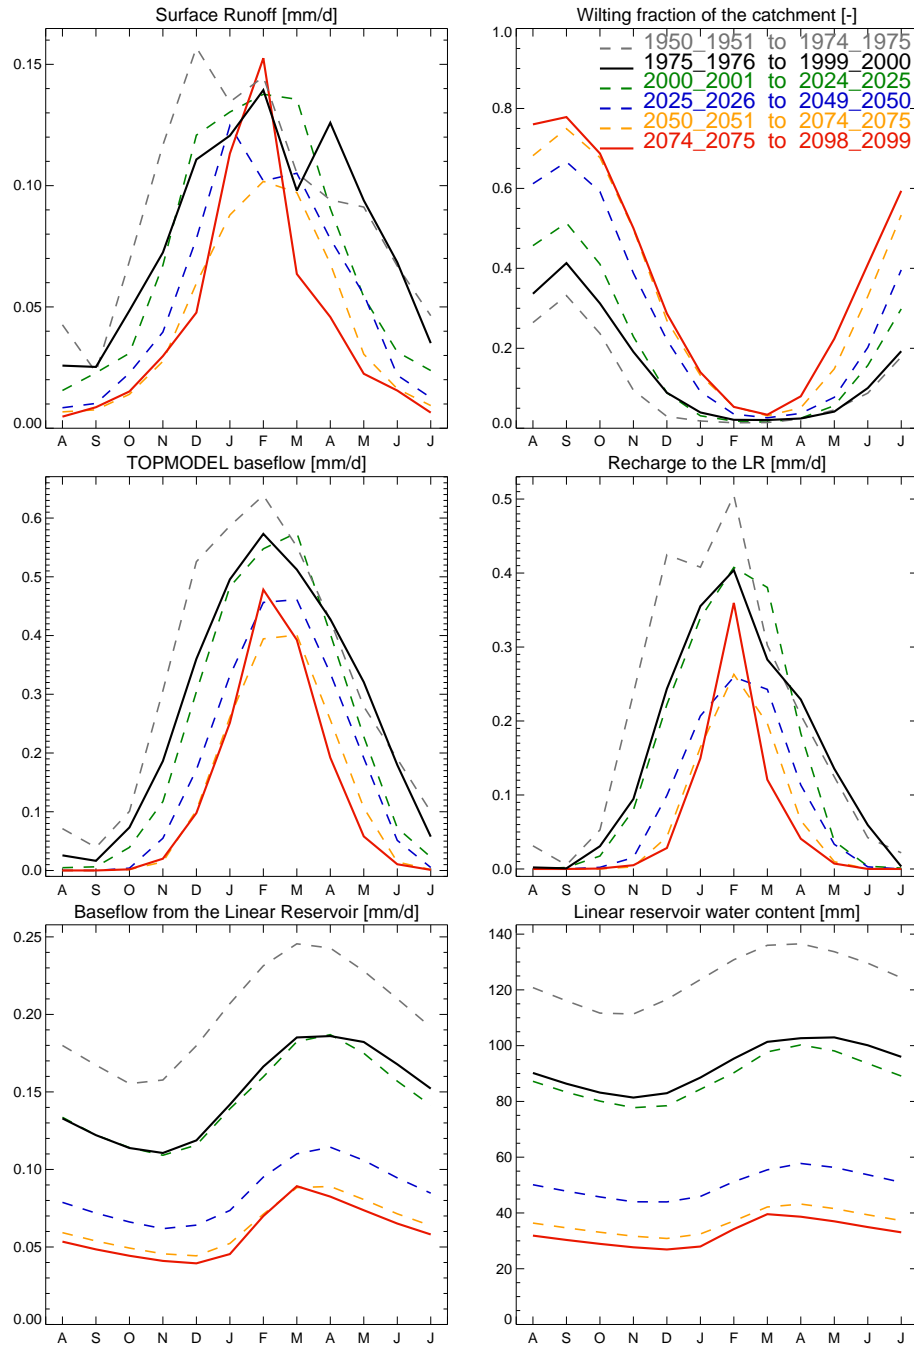 Surface Runoff [mm/d]
0.15
0.10
0.05
0.00
A S O N D J F M A M J J
Wilting fraction of the catchment [-]
1.0
0.8
0.6
0.4
0.2
0.0
1950_1951 to 1974_1975
1975_1976 to 1999_2000
2000_2001 to 2024_2025
2025_2026 to 2049_2050
2050_2051 to 2074_2075
2074_2075 to 2098_2099
A S O N D J F M A M J J
TOPMODEL baseflow [mm/d]
0.6
0.5
0.4
0.3
0.2
0.1
0.0
A S O N D J F M A M J J
Recharge to the LR [mm/d]
0.5
0.4
0.3
0.2
0.1
0.0
A S O N D J F M A M J J
Baseflow from the Linear Reservoir [mm/d]
0.25
0.20
0.15
0.10
0.05
0.00
A S O N D J F M A M J J
Linear reservoir water content [mm]
140
120
100
80
60
40
20
0
A S O N D J F M A M J J